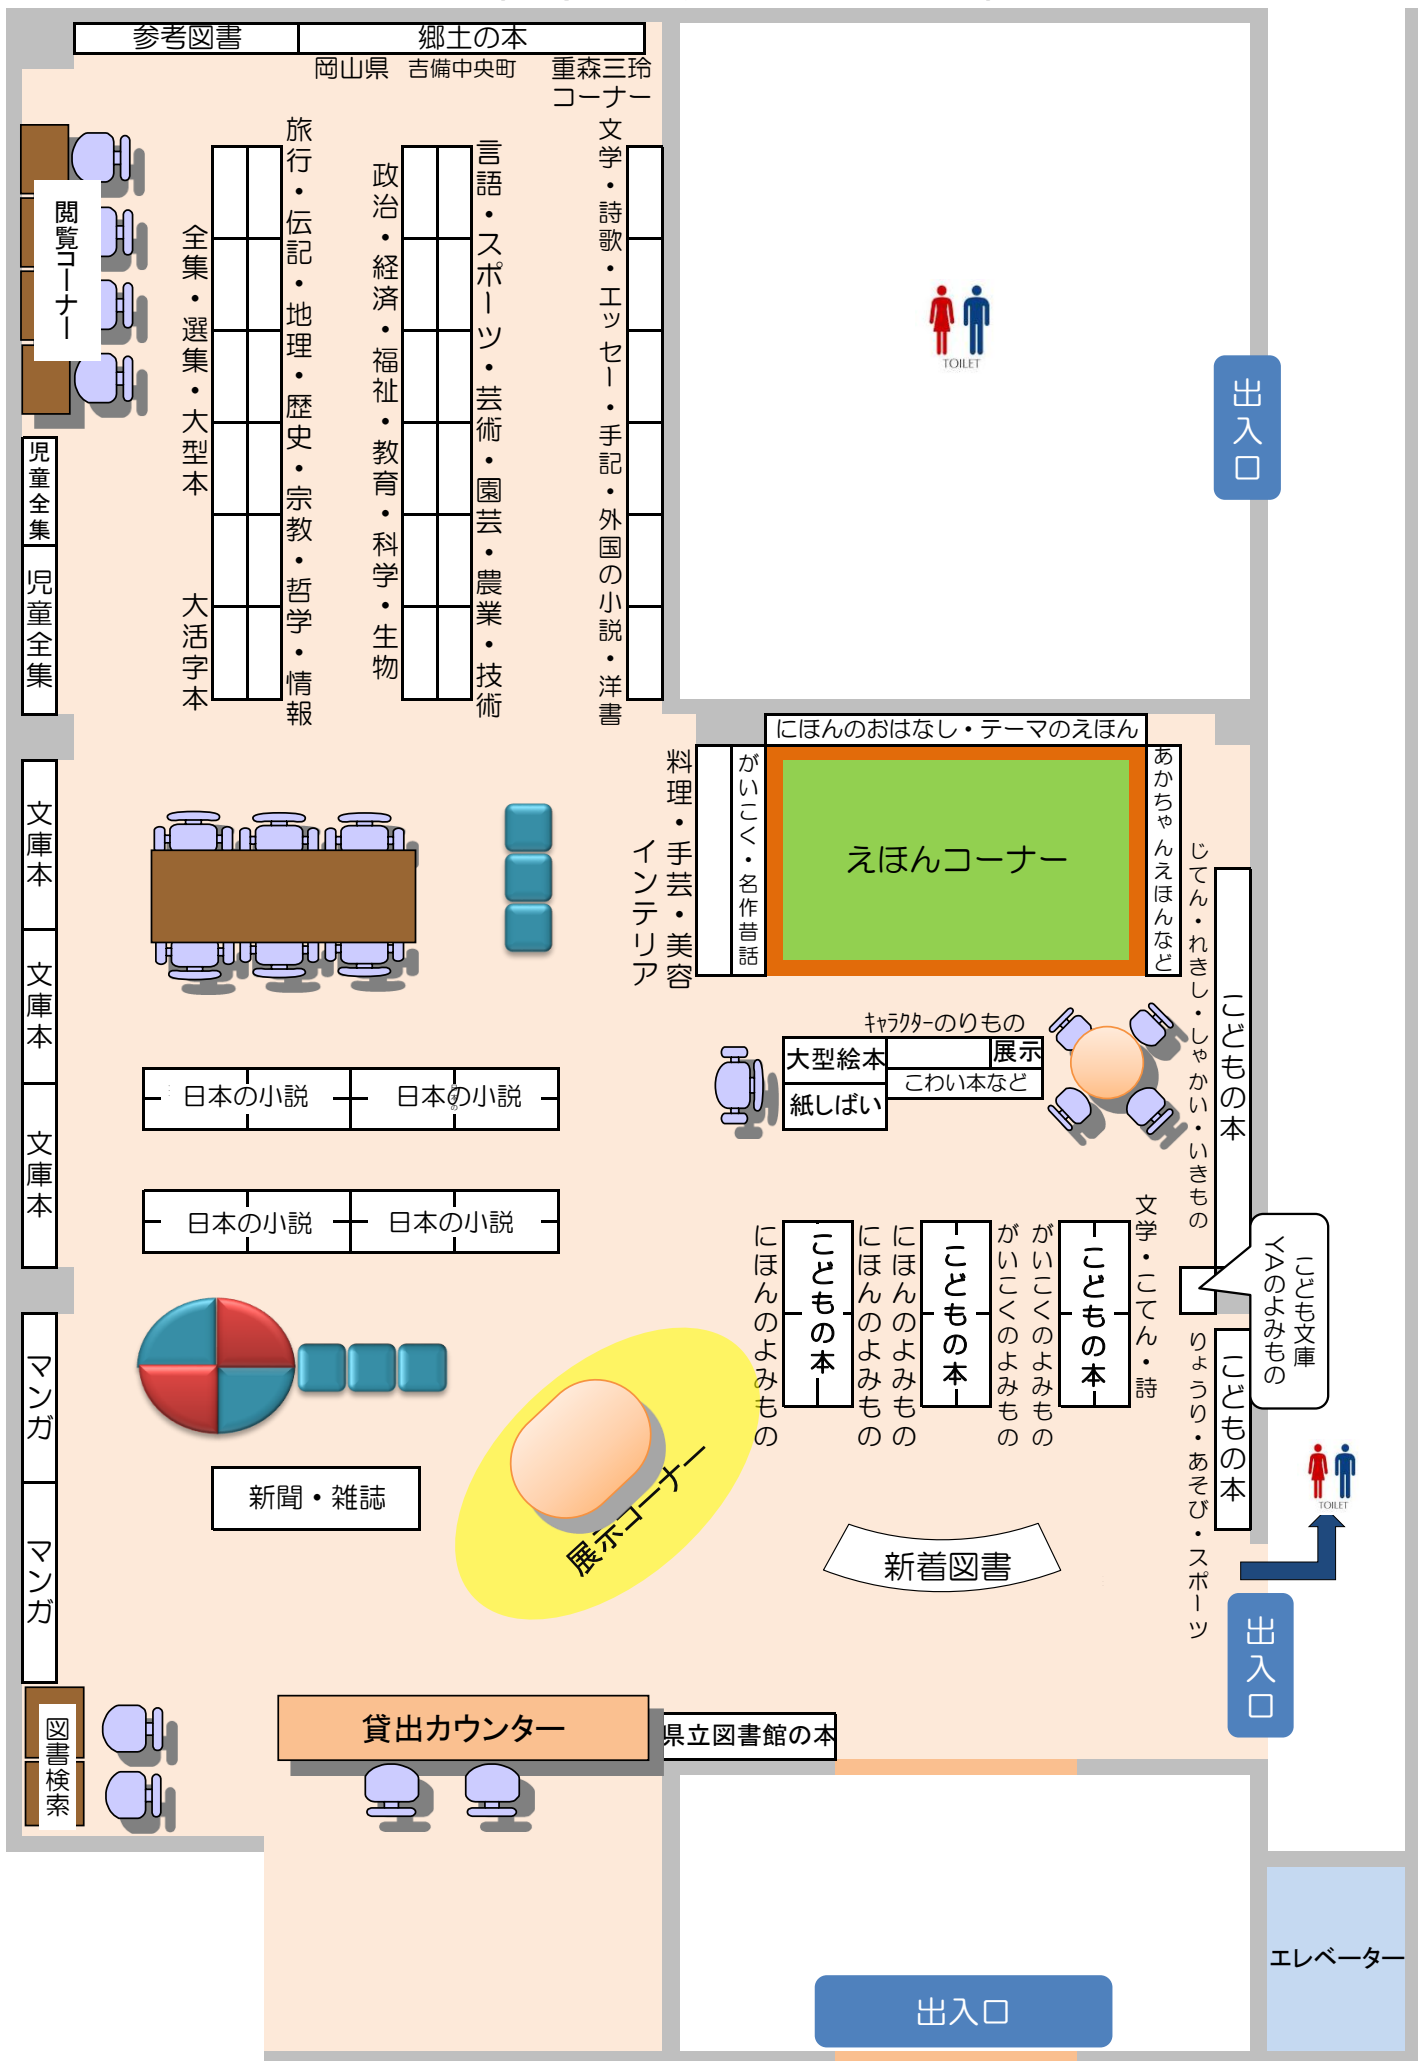 参考図書
郷土の本
岡山県
吉備中央町
重森三玲
コーナー
閲覧コーナー
全集・選集・大型本
大活字本
旅行・伝記・地理・歴史・宗教・哲学・情報
政治・経済・福祉・教育・科学・生物
言語・スポーツ・芸術・園芸・農業・技術
文学・詩歌・エッセー・手記・外国の小説・洋書
TOILET
出入口
児童全集
児童全集
文庫本
文庫本
文庫本
マンガ
マンガ
料理・手芸・美容
インテリア
がいこく・名作昔話
にほんのおはなし・テーマのえほん
えほんコーナー
あかちゃんえほんなど
じてん・れきし・しゃかい・いきもの
こどもの本
キャラクターのりもの
大型絵本
展示
紙しばい
こわい本など
日本の小説
日本の小説
日本の小説
日本の小説
にほんのよみもの
こどもの本
にほんのよみもの
にほんのよみもの
こどもの本
がいこくのよみもの
がいこくのよみもの
こどもの本
文学・こてん・詩
こども文庫
YAのよみもの
りょうり・あそび・スポーツ
こどもの本
TOILET
新聞・雑誌
展示コーナー
新着図書
出入口
図書検索
貸出カウンター
県立図書館の本
エレベーター
出入口